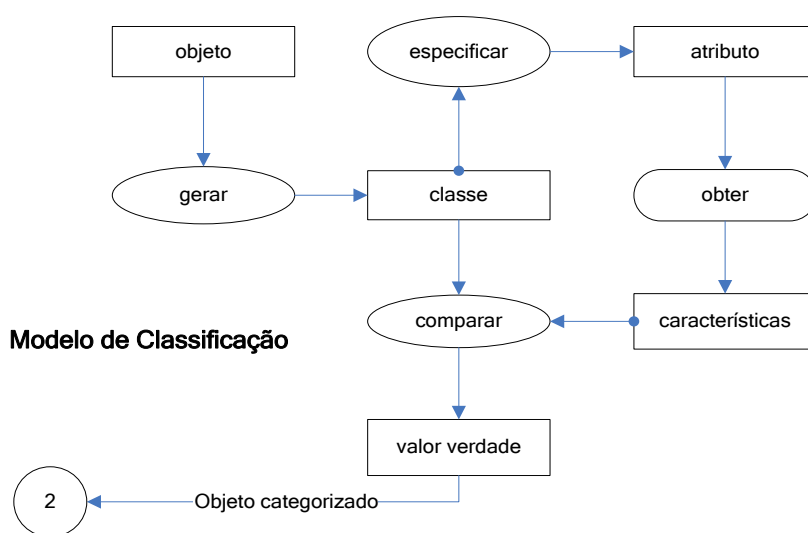 objeto
especificar
atributo
gerar
classe
obter
comparar
características
Modelo de Classificação
valor verdade
2
Objeto categorizado